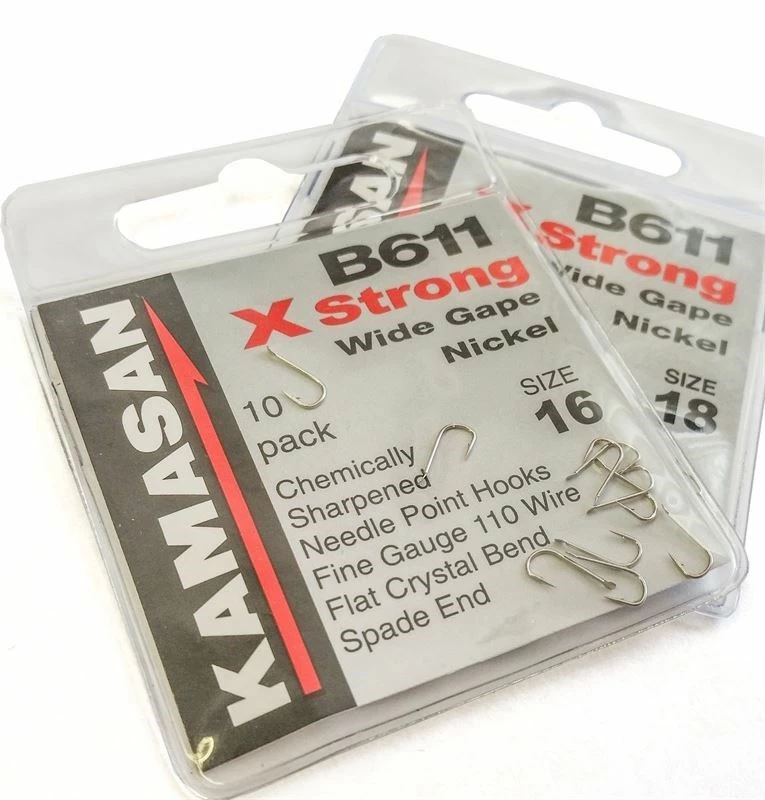 KAMASAN
B611
X Strong
Wide Gape
Nickel
SIZE
16
10
pack
Chemically
Sharpened
Needle Point Hooks
Fine Gauge 110 Wire
Flat Crystal Bend
Spade End
SAN
B611
X Strong
Wide Gape
Nickel
SIZE
18